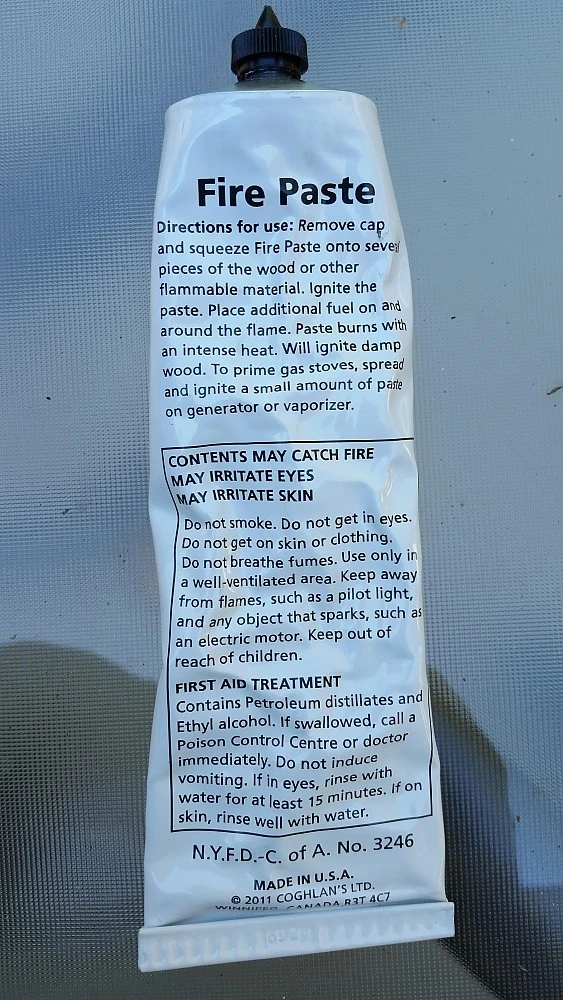 Fire Paste
Directions for use: Remove cap
and squeeze Fire Paste onto several
pieces of the wood or other
flammable material. Ignite the
paste. Place additional fuel on and
around the flame. Paste burns with
an intense heat. Will ignite damp
wood. To prime gas stoves, spread
and ignite a small amount of paste
on generator or vaporizer.
CONTENTS MAY CATCH FIRE
MAY IRRITATE EYES
MAY IRRITATE SKIN
Do not smoke. Do not get in eyes.
Do not get on skin or clothing.
Do not breathe fumes. Use only in
a well-ventilated area. Keep away
from flames, such as a pilot light,
and any object that sparks, such as
an electric motor. Keep out of
reach of children.
FIRST AID TREATMENT
Contains Petroleum distillates and
Ethyl alcohol. If swallowed, call a
Poison Control Centre or doctor
immediately. Do not induce
vomiting. If in eyes, rinse with
water for at least 15 minutes. If on
skin, rinse well with water.
N.Y.F.D.-C. of A. No. 3246
MADE IN U.S.A.
© 2011 COGHLAN'S LTD.
WINNIPEG, CANADA R3T 4C7